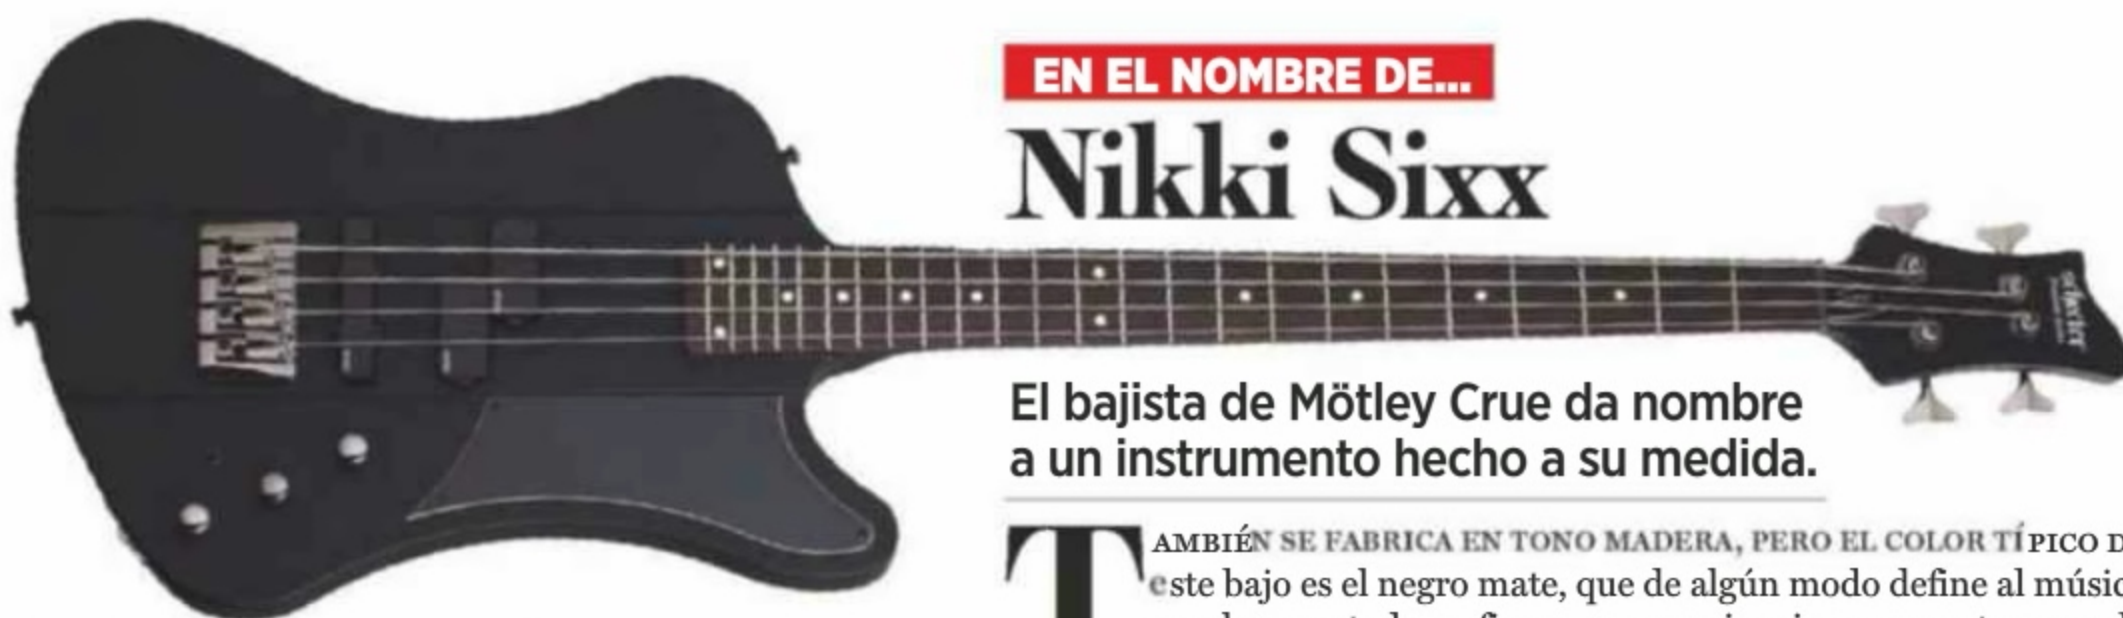 EN EL NOMBRE DE...
Nikki Sixx
schecter
El bajista de Mötley Crue da nombre
a un instrumento hecho a su medida.
TAMBIÉN SE FABRICA EN TONO MADERA, PERO EL COLOR TÍPICO D
este bajo es el negro mate, que de algún modo define al músic